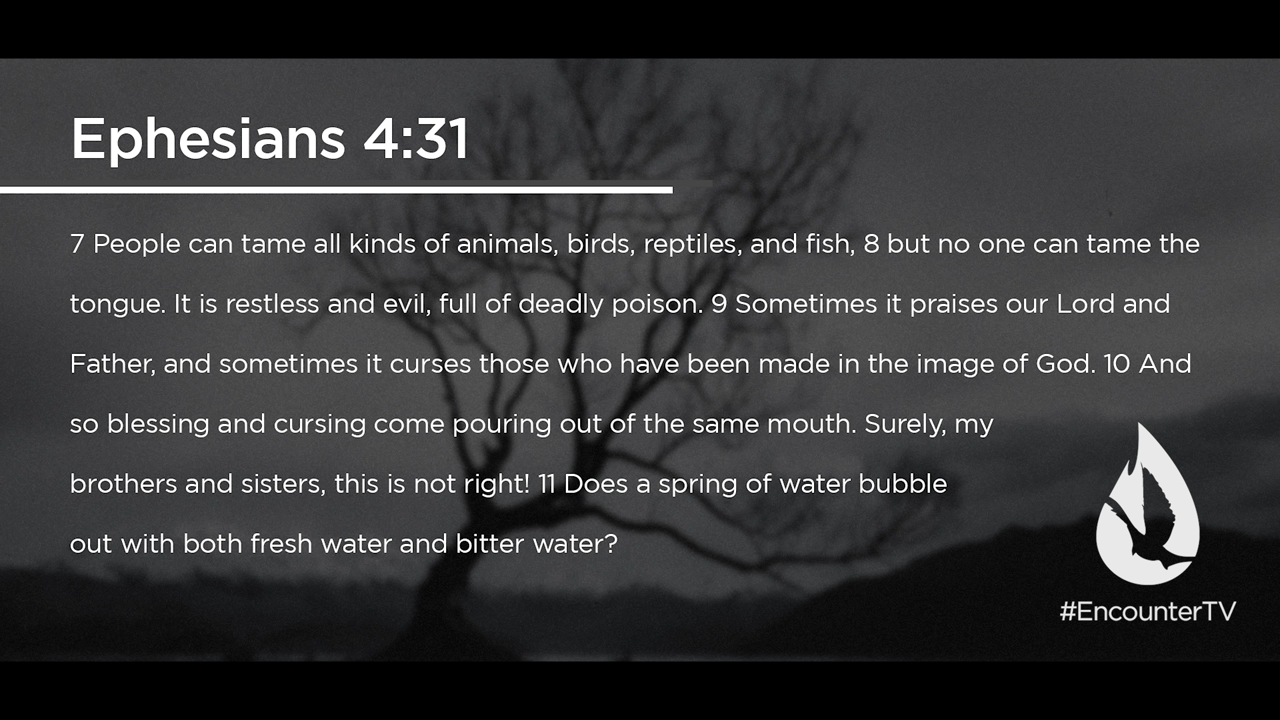 Ephesians 4:31
7 People can tame all kinds of animals, birds, reptiles, and fish, 8 but no one can tame the
tongue. It is restless and evil, full of deadly poison. 9 Sometimes it praises our Lord and
Father, and sometimes it curses those who have been made in the image of God. 10 And
so blessing and cursing come pouring out of the same mouth. Surely, my
brothers and sisters, this is not right! 11 Does a spring of water bubble
out with both fresh water and bitter water?
#EncounterTV